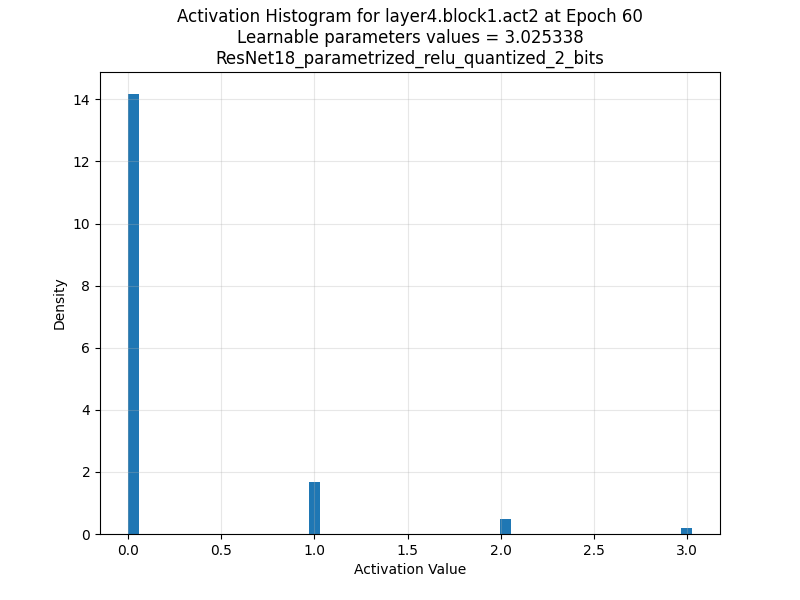 Activation Histogram for layer4.block1.act2 at Epoch 60
Learnable parameters values = 3.025338
ResNet18_parametrized_relu_quantized_2_bits
14
12
10
8
6
4
2
0
Density
0.0 0.5 1.0 1.5 2.0 2.5 3.0
Activation Value